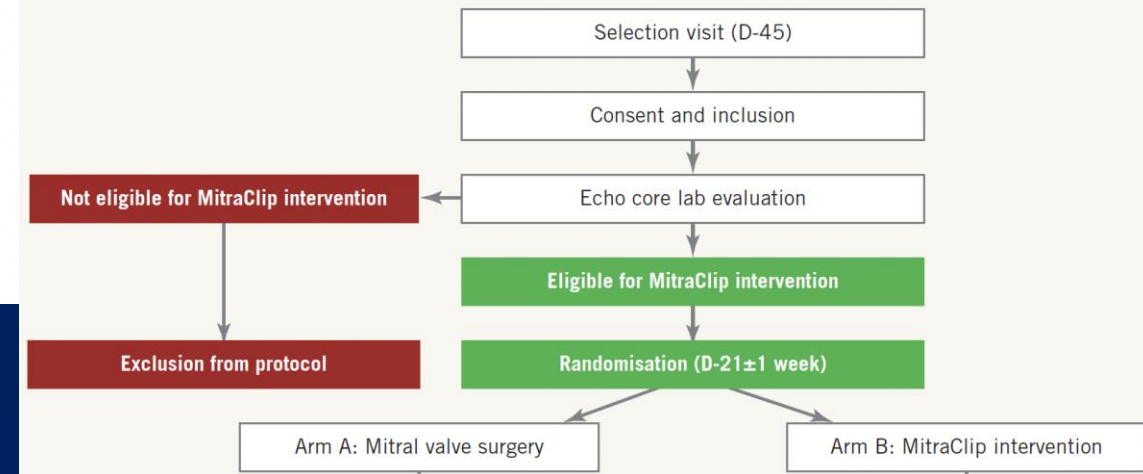 Selection visit (D-45)
Consent and inclusion
Not eligible for MitraClip intervention
Echo core lab evaluation
Eligible for MitraClip intervention
Exclusion from protocol
Randomisation (D-21±1 week)
Arm A: Mitral valve surgery
Arm B: MitraClip intervention